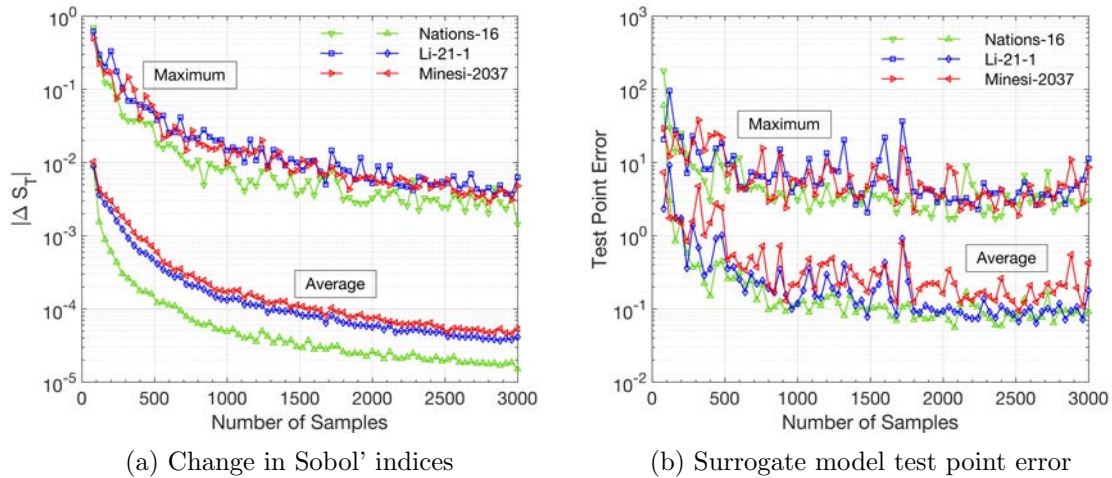 10^0
10^-1
10^-2
10^-3
10^-4
10^-5
|Δ S_T|
Nations-16
Li-21-1
Minesi-2037
Maximum
Average
0 500 1000 1500 2000 2500 3000
Number of Samples
(a) Change in Sobol' indices
10^3
10^2
10^1
10^0
10^-1
10^-2
Test Point Error
Nations-16
Li-21-1
Minesi-2037
Maximum
Average
0 500 1000 1500 2000 2500 3000
Number of Samples
(b) Surrogate model test point error